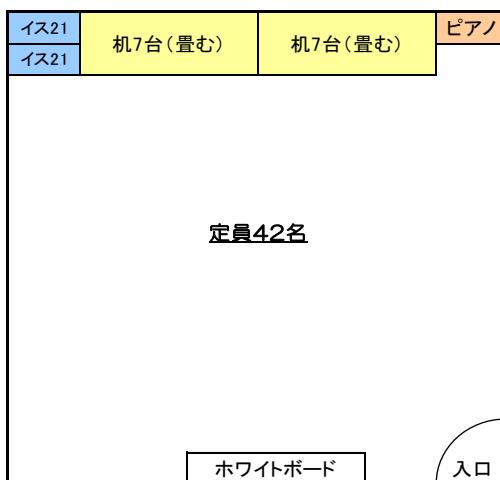 イス21
イス21
机7台(畳む)
机7台(畳む)
ピアノ
定員42名
ホワイトボード
入口